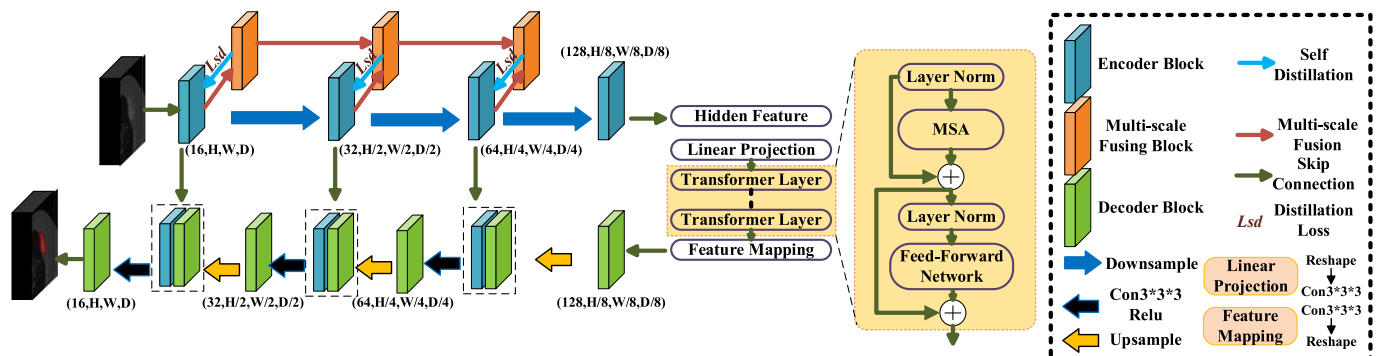 Lsd
Lsd
Lsd
(128,H/8,W/8,D/8)
(16,H,W,D)
(32,H/2,W/2,D/2)
(64,H/4,W/4,D/4)
Hidden Feature
Linear Projection
Transformer Layer
Transformer Layer
Feature Mapping
(16,H,W,D)
(32,H/2,W/2,D/2)
(64,H/4,W/4,D/4)
(128,H/8,W/8,D/8)
Layer Norm
MSA
Layer Norm
Feed-Forward
Network
Encoder Block
Self
Distillation
Multi-scale
Fusing Block
Multi-scale
Fusion
Skip
Connection
Decoder Block
Lsd
Distillation
Loss
Downsample
Linear
Projection
Reshape
Con3*3*3
Con3*3*3
Relu
Feature
Mapping
Con3*3*3
Reshape
Upsample